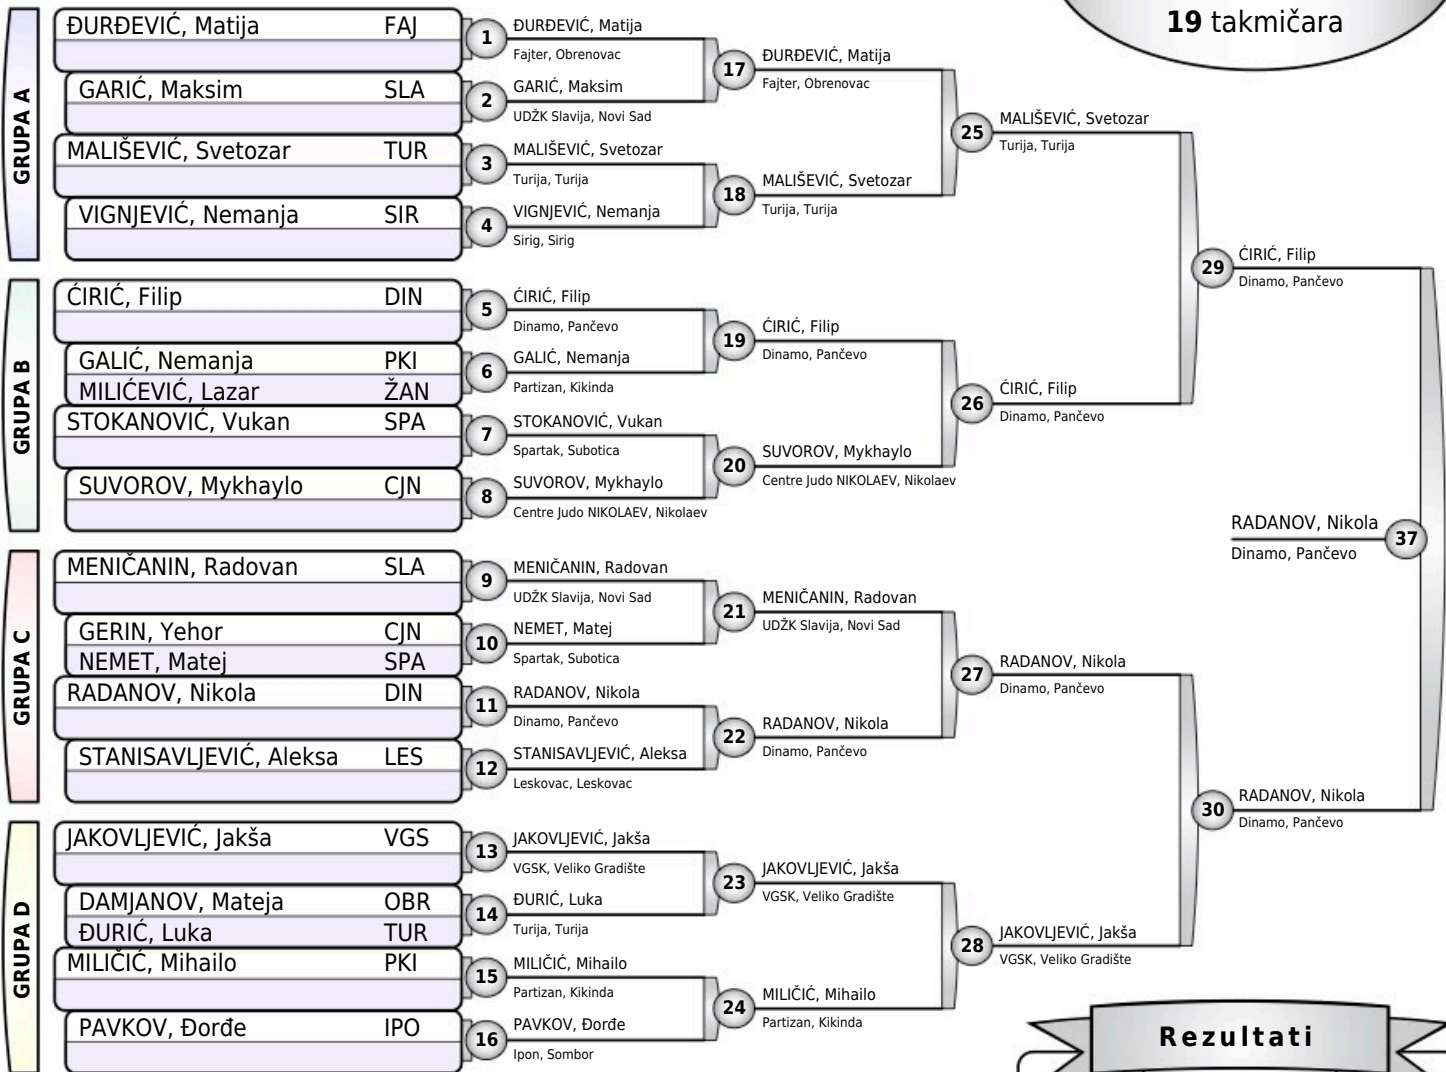 19 takmičara
GRUPA A
ĐURĐEVIĆ, Matija FAJ
GARIĆ, Maksim SLA
MALIŠEVIĆ, Svetozar TUR
VIGNJEVIĆ, Nemanja SIR
GRUPA B
ĆIRIĆ, Filip DIN
GALIĆ, Nemanja PKI
MILIĆEVIĆ, Lazar ŽAN
STOKANOVIĆ, Vukan SPA
SUVOROV, Mykhaylo CJN
GRUPA C
MENIČANIN, Radovan SLA
GERIN, Yehor CJN
NEMET, Matej SPA
RADANOV, Nikola DIN
STANISAVLJEVIĆ, Aleksa LES
GRUPA D
JAKOVLJEVIĆ, Jakša VGS
DAMJANOV, Mateja OBR
ĐURIĆ, Luka TUR
MILIČIĆ, Mihailo PKI
PAVKOV, Đorđe IPO
1 ĐURĐEVIĆ, Matija
Fajter, Obrenovac
2 GARIĆ, Maksim
UDŽK Slavija, Novi Sad
3 MALIŠEVIĆ, Svetozar
Turija, Turija
4 VIGNJEVIĆ, Nemanja
Sirig, Sirig
5 ĆIRIĆ, Filip
Dinamo, Pančevo
6 GALIĆ, Nemanja
Partizan, Kikinda
7 STOKANOVIĆ, Vukan
Spartak, Subotica
8 SUVOROV, Mykhaylo
Centre Judo NIKOLAEV, Nikolaev
9 MENIČANIN, Radovan
UDŽK Slavija, Novi Sad
10 NEMET, Matej
Spartak, Subotica
11 RADANOV, Nikola
Dinamo, Pančevo
12 STANISAVLJEVIĆ, Aleksa
Leskovac, Leskovac
13 JAKOVLJEVIĆ, Jakša
VGSK, Veliko Gradište
14 ĐURIĆ, Luka
Turija, Turija
15 MILIČIĆ, Mihailo
Partizan, Kikinda
16 PAVKOV, Đorđe
Ipon, Sombor
17 ĐURĐEVIĆ, Matija
Fajter, Obrenovac
18 MALIŠEVIĆ, Svetozar
Turija, Turija
19 ĆIRIĆ, Filip
Dinamo, Pančevo
20 SUVOROV, Mykhaylo
Centre Judo NIKOLAEV, Nikolaev
21 MENIČANIN, Radovan
UDŽK Slavija, Novi Sad
22 RADANOV, Nikola
Dinamo, Pančevo
23 JAKOVLJEVIĆ, Jakša
VGSK, Veliko Gradište
24 MILIČIĆ, Mihailo
Partizan, Kikinda
25 MALIŠEVIĆ, Svetozar
Turija, Turija
26 ĆIRIĆ, Filip
Dinamo, Pančevo
27 RADANOV, Nikola
Dinamo, Pančevo
28 JAKOVLJEVIĆ, Jakša
VGSK, Veliko Gradište
29 ĆIRIĆ, Filip
Dinamo, Pančevo
30 RADANOV, Nikola
Dinamo, Pančevo
RADANOV, Nikola 37
Dinamo, Pančevo
Rezultati